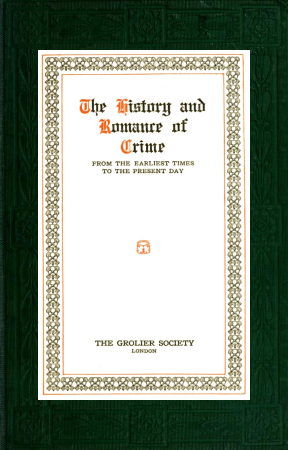 The History and
Romance of
Crime
FROM THE EARLIEST TIMES
TO THE PRESENT DAY
THE GROLIER SOCIETY
LONDON